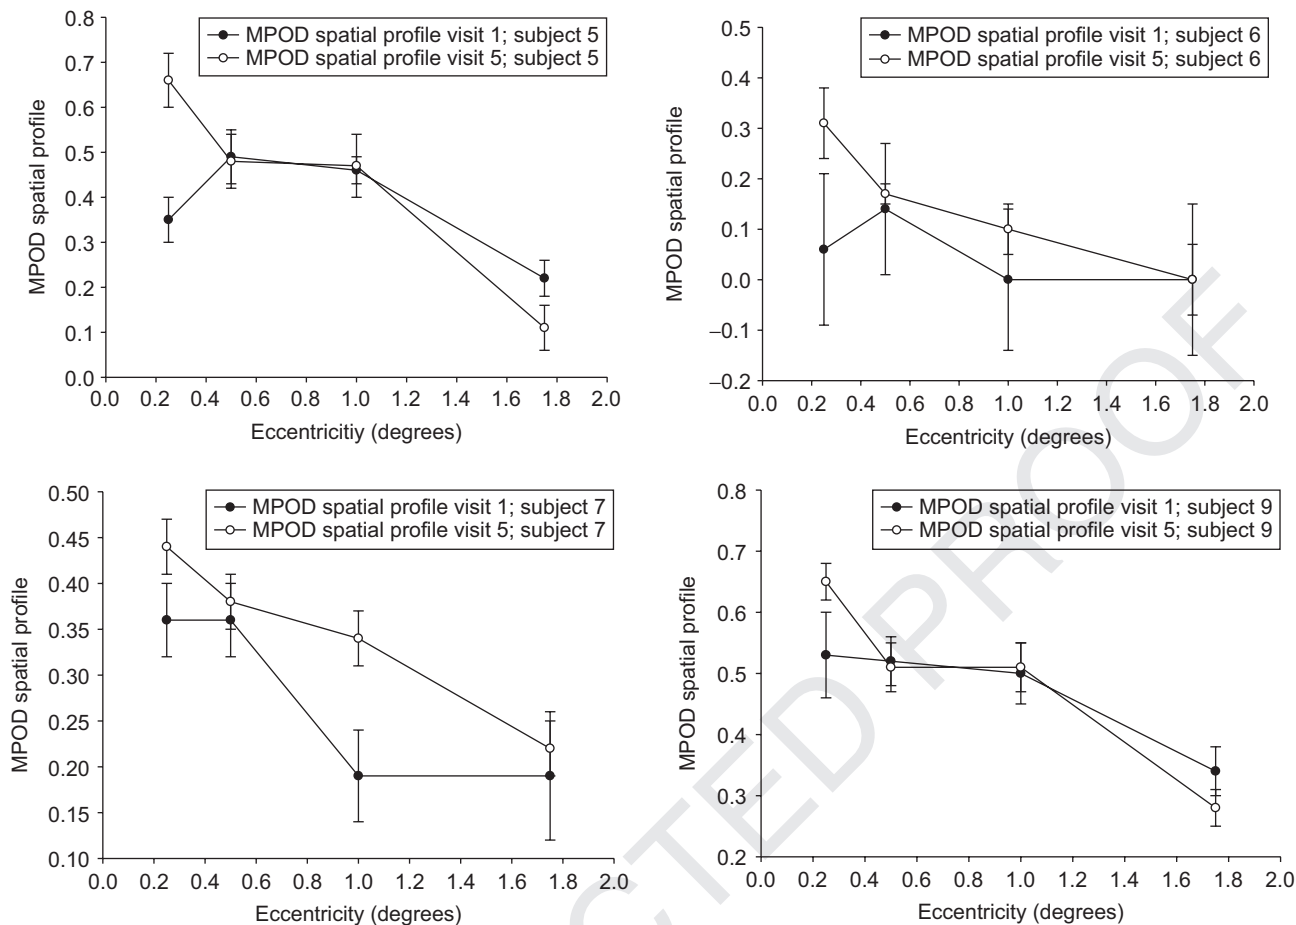 MPOD spatial profile visit 1; subject 5
MPOD spatial profile visit 5; subject 5
MPOD spatial profile
0.8
0.7
0.6
0.5
0.4
0.3
0.2
0.1
0.0
0.0 0.2 0.4 0.6 0.8 1.0 1.2 1.4 1.6 1.8 2.0
Eccentricitiy (degrees)
MPOD spatial profile visit 1; subject 6
MPOD spatial profile visit 5; subject 6
MPOD spatial profile
0.5
0.4
0.3
0.2
0.1
0.0
–0.1
–0.2
0.0 0.2 0.4 0.6 0.8 1.0 1.2 1.4 1.6 1.8 2.0
Eccentricity (degrees)
MPOD spatial profile visit 1; subject 7
MPOD spatial profile visit 5; subject 7
MPOD spatial profile
0.50
0.45
0.40
0.35
0.30
0.25
0.20
0.15
0.10
0.0 0.2 0.4 0.6 0.8 1.0 1.2 1.4 1.6 1.8 2.0
Eccentricity (degrees)
MPOD spatial profile visit 1; subject 9
MPOD spatial profile visit 5; subject 9
MPOD spatial profile
0.8
0.7
0.6
0.5
0.4
0.3
0.2
0.0 0.2 0.4 0.6 0.8 1.0 1.2 1.4 1.6 1.8 2.0
Eccentricity (degrees)
CTED PROOF